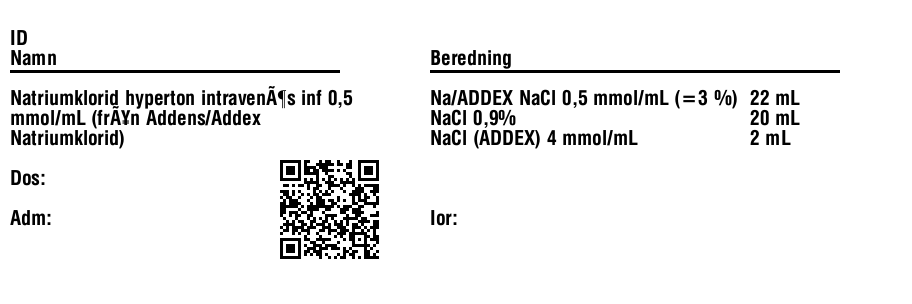 ID
Namn
Beredning
Natriumklorid hyperton intravenÃ¶s inf 0,5
mmol/mL (frÃ¥n Addens/Addex
Natriumklorid)
Na/ADDEX NaCl 0,5 mmol/mL (=3 %) 22 mL
NaCl 0,9% 20 mL
NaCl (ADDEX) 4 mmol/mL 2 mL
Dos:
Adm:
Ior: